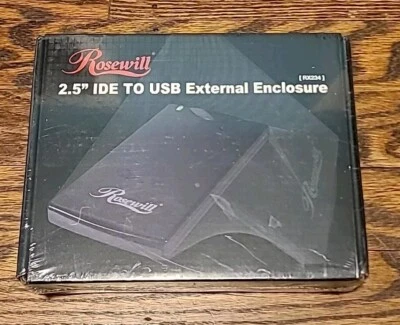 Rosewill
[ RX234 ]
2.5" IDE TO USB External Enclosure
Rosewill